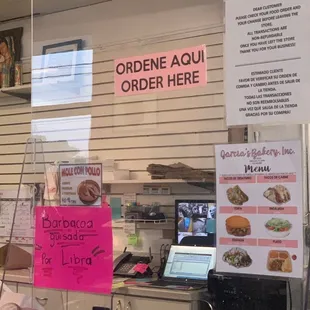 DEAR CUSTOMER
PLEASE CHECK YOUR FOOD ORDER AND
YOUR CHANGE BEFORE LEAVING THE
STORE.
ALL TRANSACTIONS ARE
NON-REFUNDABLE
ONCE YOU HAVE LEFT THE STORE
THANK YOU FOR YOUR BUSINESS!
ESTIMADO CLIENTE
FAVOR DE VERIFICAR SU ORDEN DE
COMIDA Y CAMBIO ANTES DE SALIR DE
LA TIENDA.
TODAS LAS TRANSACCIONES
NO SON REEMBOLSABLES
UNA VEZ QUE SALGA DE LA TIENDA
GRACIAS POR SU COMPRA!
ORDENE AQUI
ORDER HERE
MOLE CON POLLO
Barbacoa
guisada
Por Libra
Garcia's Bakery, Inc.
Menu